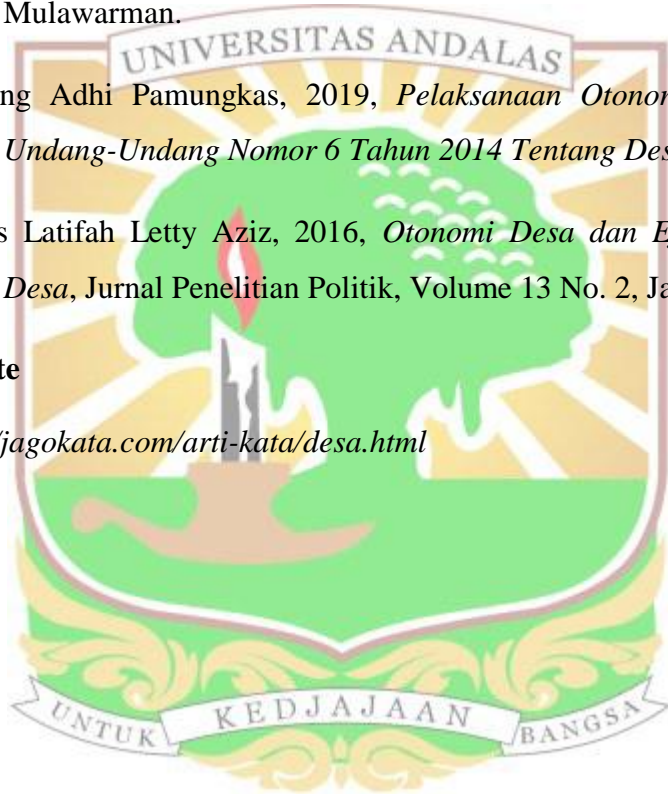 Mulawarman.
UNIVERSITAS ANDALAS
ng Adhi Pamungkas, 2019, Pelaksanaan Otonom
Undang-Undang Nomor 6 Tahun 2014 Tentang Des
s Latifah Letty Aziz, 2016, Otonomi Desa dan E
Desa, Jurnal Penelitian Politik, Volume 13 No. 2, Ja
te
/jagokata.com/arti-kata/desa.html
UNTUK KEDJAJAAN BANGSA